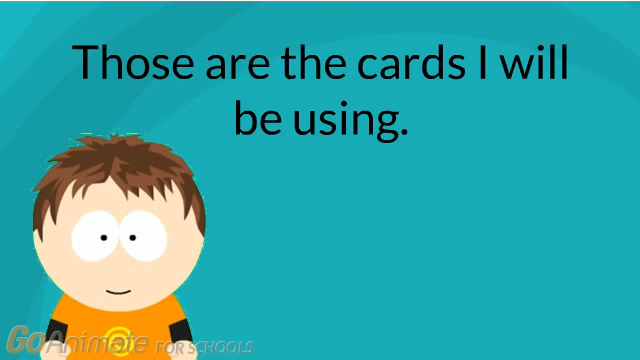 Those are the cards I will
be using.
GoAnimate FOR SCHOOLS